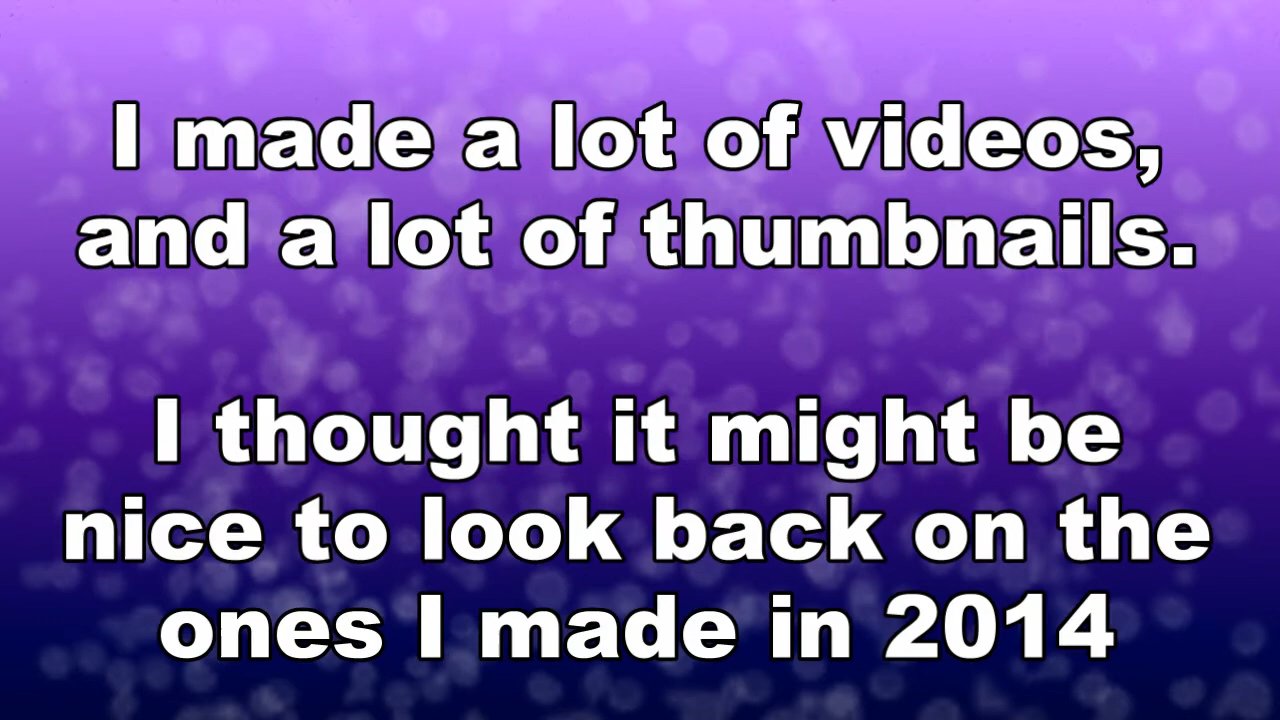 I made a lot of videos,
and a lot of thumbnails.
I thought it might be
nice to look back on the
ones I made in 2014